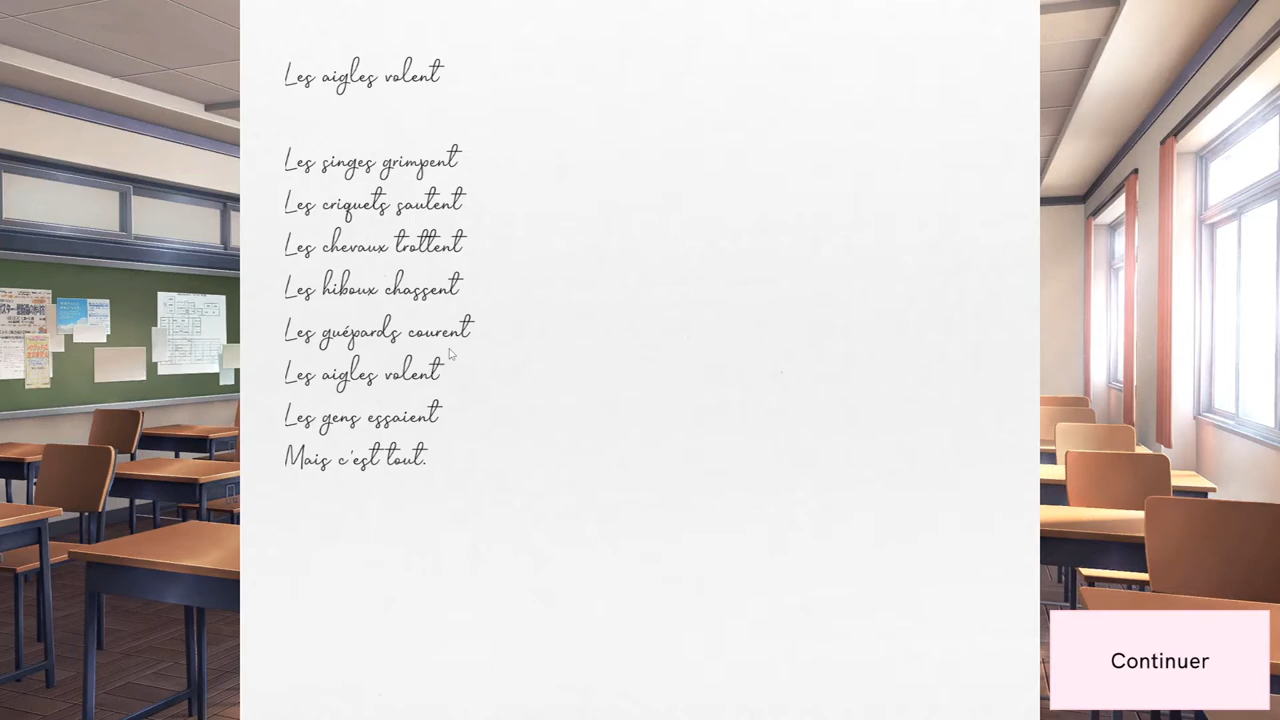 Les aigles volent
Les singes grimpent
Les criquets sautent
Les chevaux trottent
Les hiboux chassent
Les guépards courent
Les aigles volent
Les gens essaient
Mais c'est tout.
Continuer